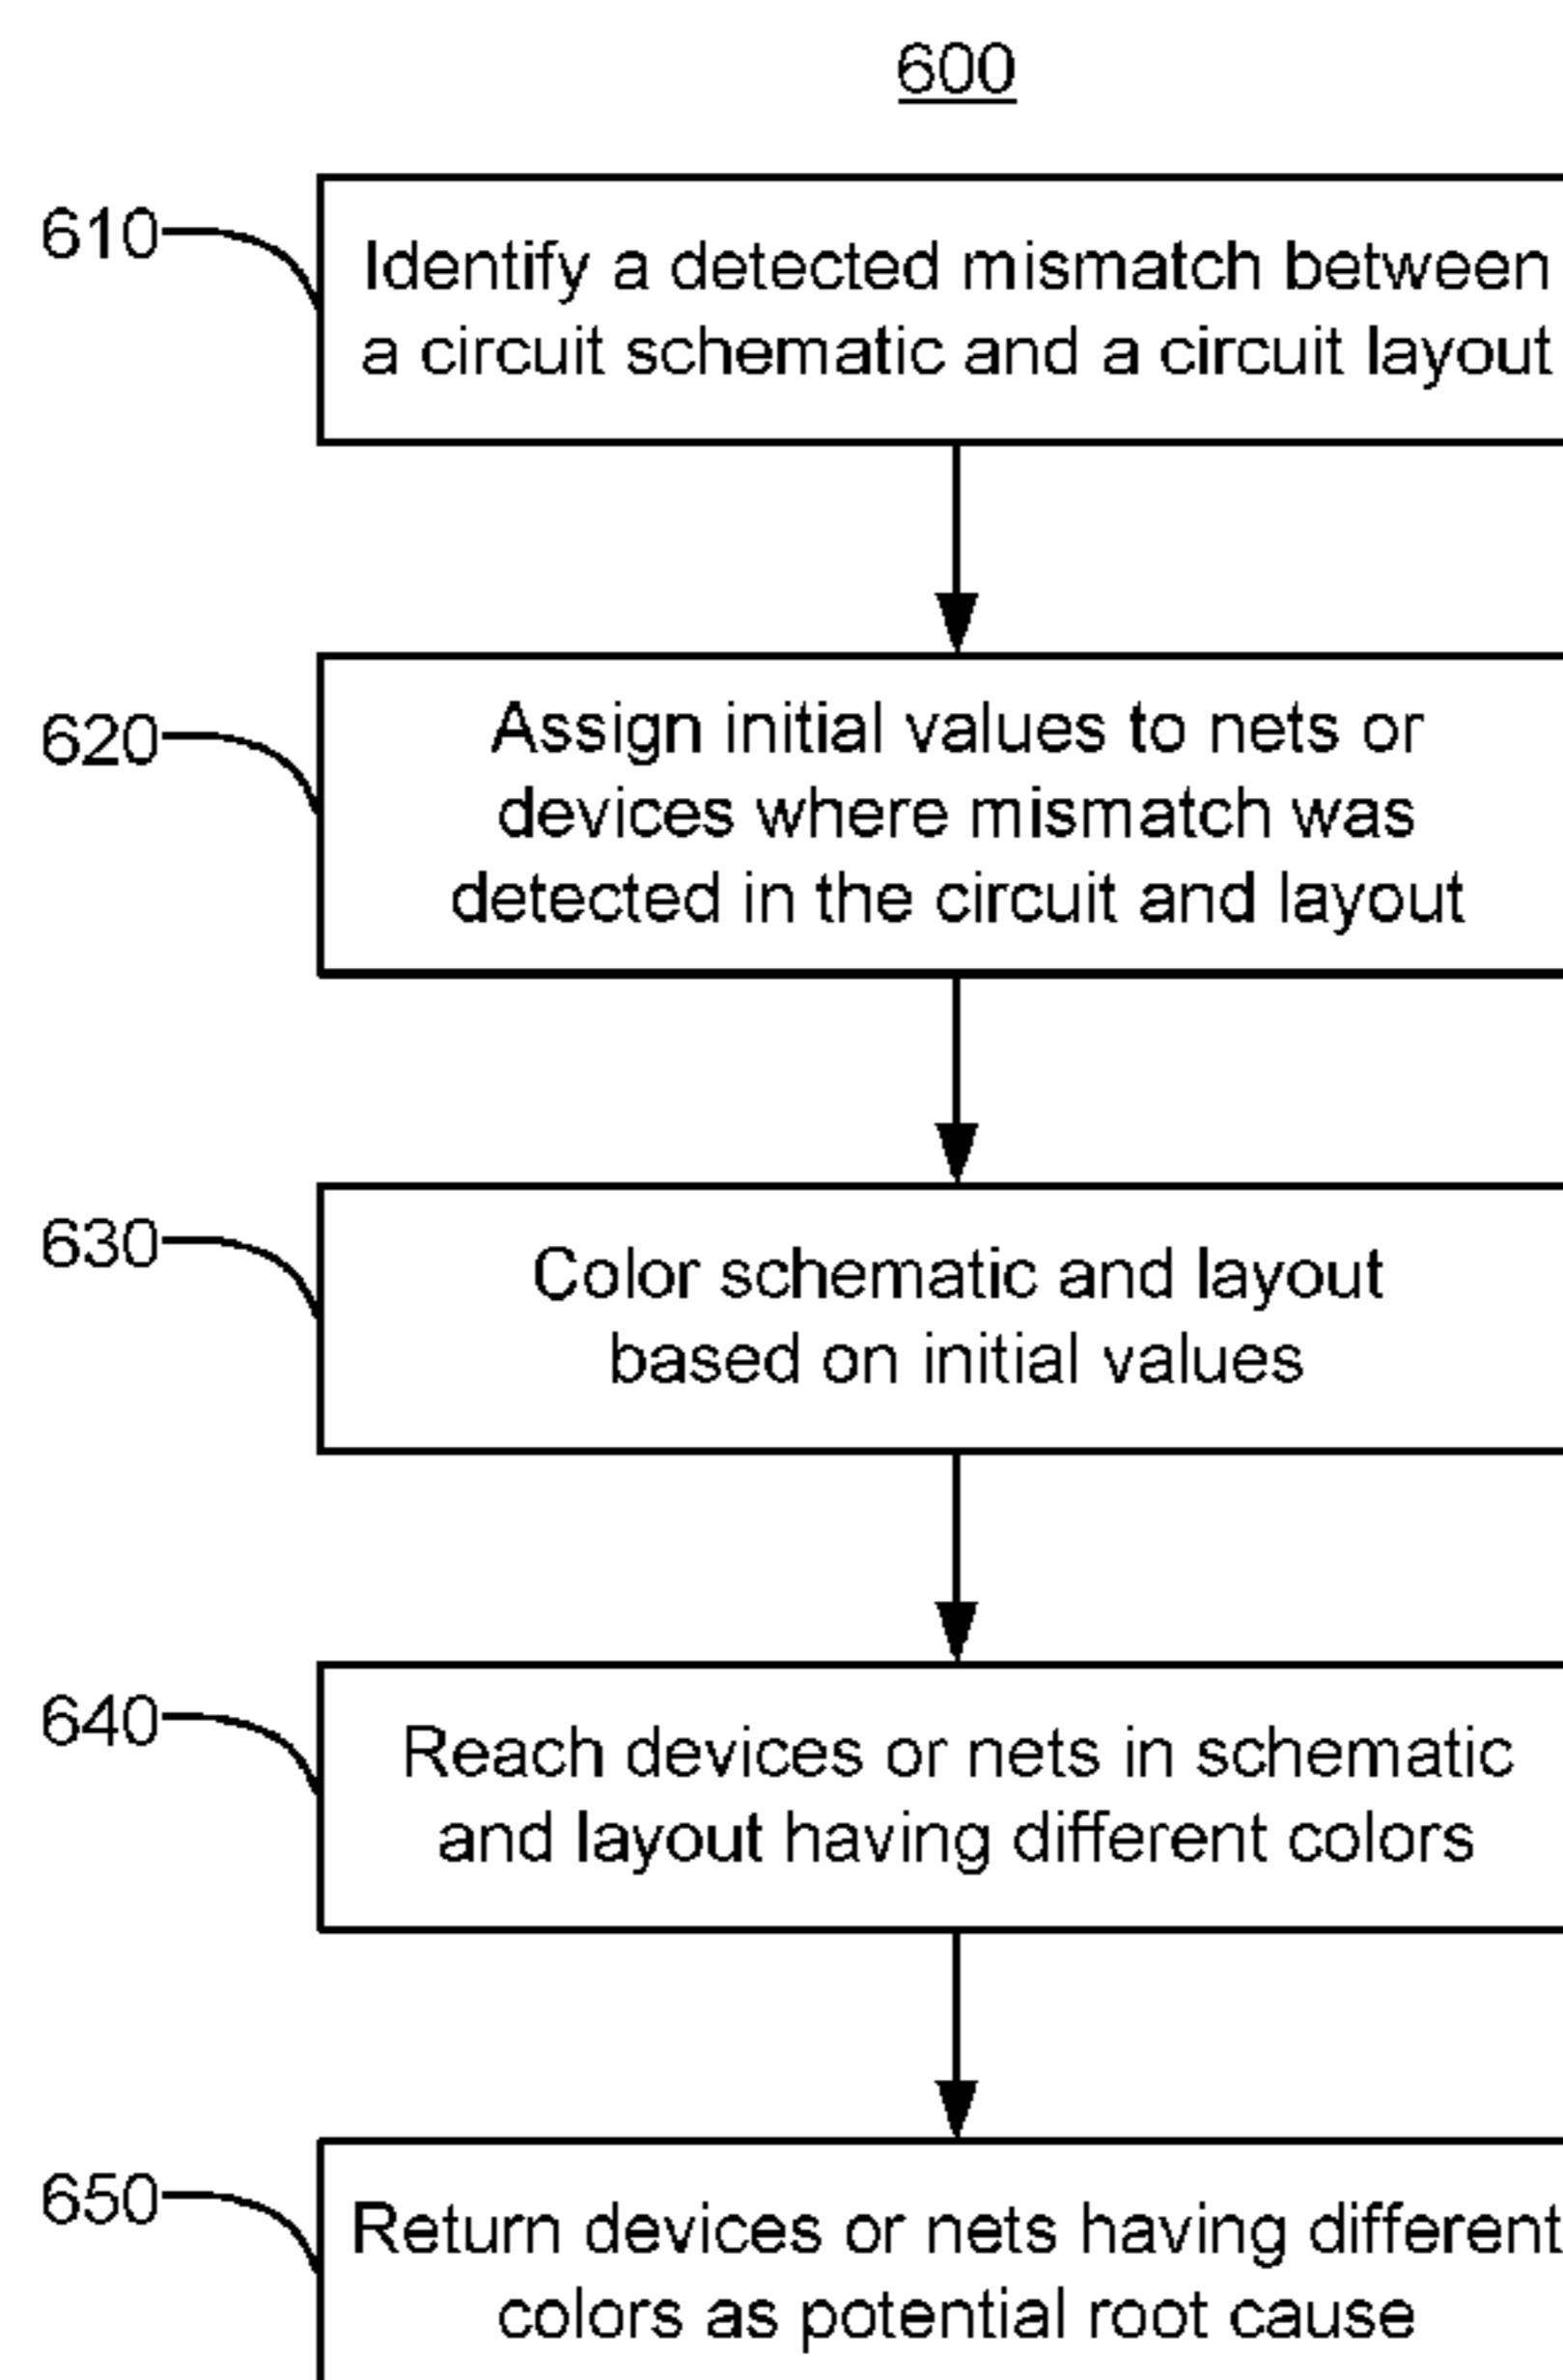 600
610
Identify a detected mismatch between
a circuit schematic and a circuit layout
620
Assign initial values to nets or
devices where mismatch was
detected in the circuit and layout
630
Color schematic and layout
based on initial values
640
Reach devices or nets in schematic
and layout having different colors
650
Return devices or nets having different
colors as potential root cause